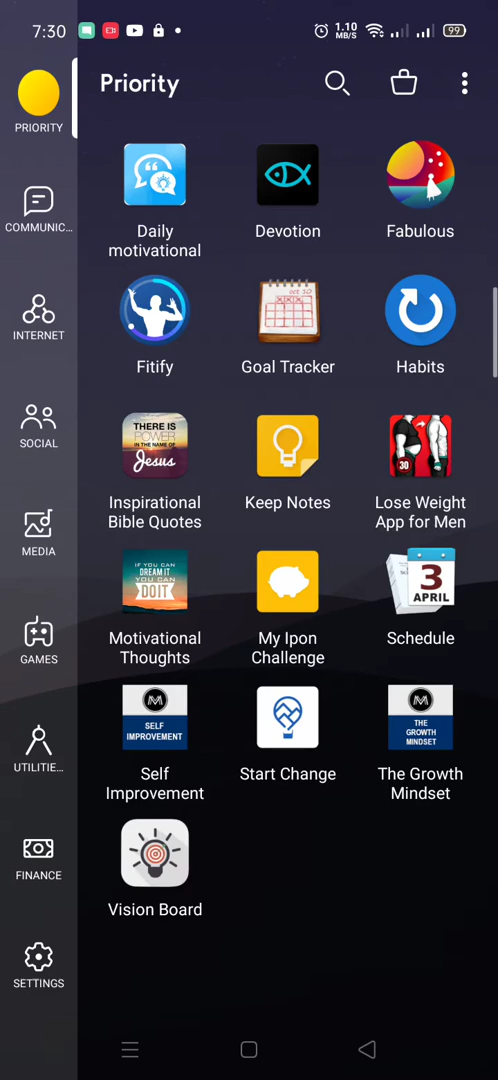 7:30
1.10
MB/S
99
Priority
PRIORITY
COMMUNIC...
INTERNET
SOCIAL
MEDIA
GAMES
UTILITIE...
FINANCE
SETTINGS
Daily
motivational
Devotion
Fabulous
Fitify
OCT 10
Goal Tracker
Habits
THERE IS
POWER
IN THE NAME OF
Jesus
Inspirational
Bible Quotes
Keep Notes
30
Lose Weight
App for Men
IF YOU CAN
DREAM IT
YOU CAN
DO IT
Motivational
Thoughts
My Ipon
Challenge
3
APRIL
Schedule
M
SELF
IMPROVEMENT
Self
Improvement
Start Change
M
THE
GROWTH
MINDSET
The Growth
Mindset
Vision Board